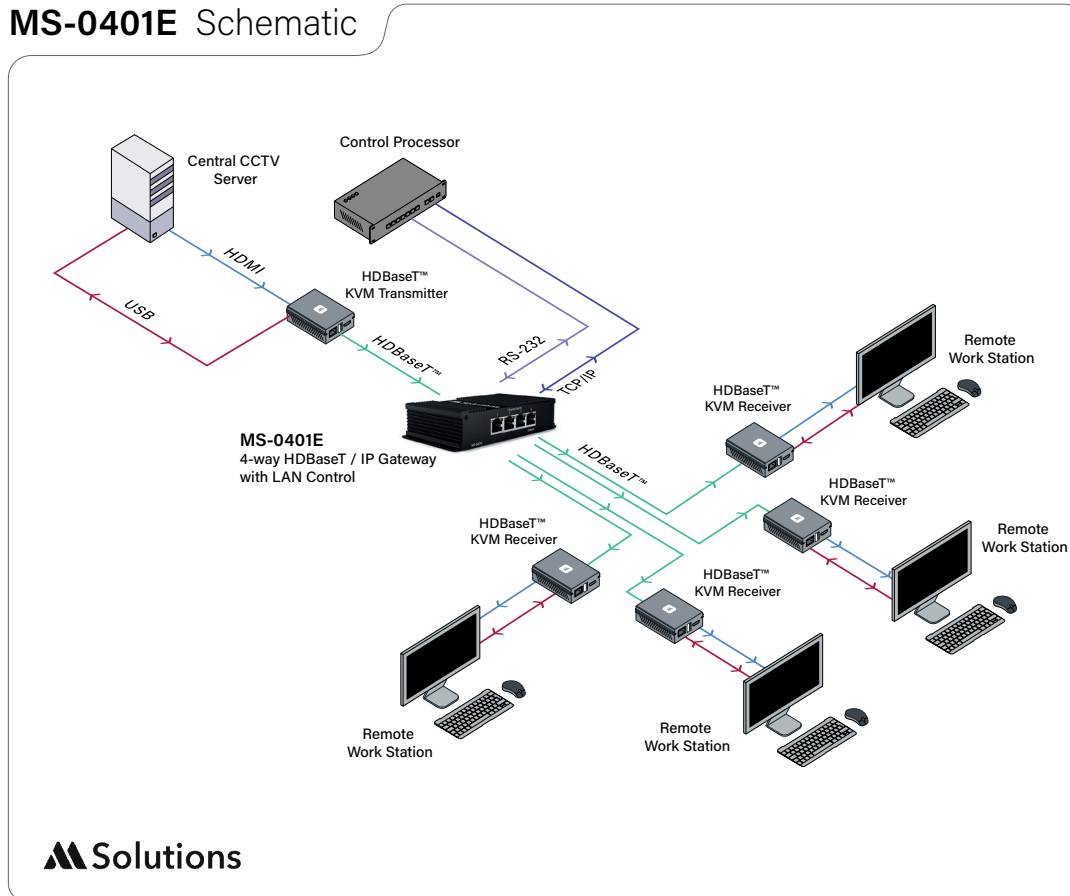 MS-0401E Schematic
Central CCTV
Server
Control Processor
HDMI
USB
HDBaseT™
KVM Transmitter
HDBaseT™
RS-232
TCP/IP
MS-0401E
4-way HDBaseT / IP Gateway
with LAN Control
HDBaseT™
HDBaseT™
KVM Receiver
Remote
Work Station
HDBaseT™
KVM Receiver
Remote
Work Station
HDBaseT™
KVM Receiver
Remote
Work Station
HDBaseT™
KVM Receiver
Remote
Work Station
Solutions